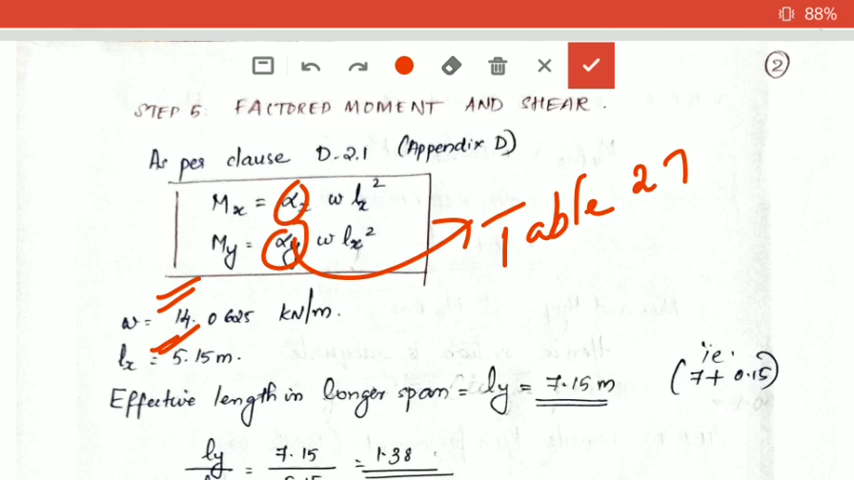 88%
2
STEP 5: FACTORED MOMENT AND SHEAR.
As per clause D-2.1 (Appendix D)
Mx = αx w lx²
My = αy w lx²
Table 27
w = 14.0625 kN/m.
lx = 5.15m.
Effective length in longer span = ly = 7.15 m
ie.
(7+0.15)
ly = 7.15 = 1.38